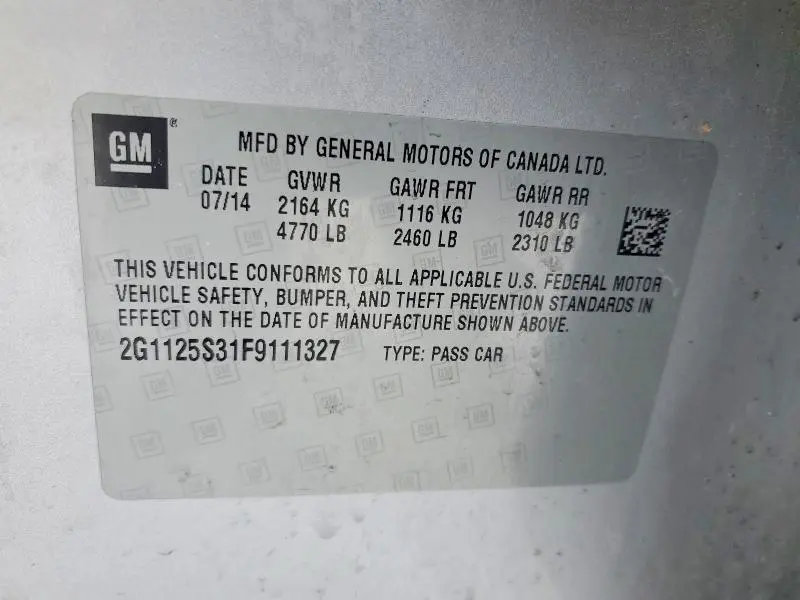 GM®
MFD BY GENERAL MOTORS OF CANADA LTD.
DATE GVWR GAWR FRT GAWR RR
07/14 2164 KG 1116 KG 1048 KG
4770 LB 2460 LB 2310 LB
THIS VEHICLE CONFORMS TO ALL APPLICABLE U.S. FEDERAL MOTOR
VEHICLE SAFETY, BUMPER, AND THEFT PREVENTION STANDARDS IN
EFFECT ON THE DATE OF MANUFACTURE SHOWN ABOVE.
2G1125S31F9111327 TYPE: PASS CAR